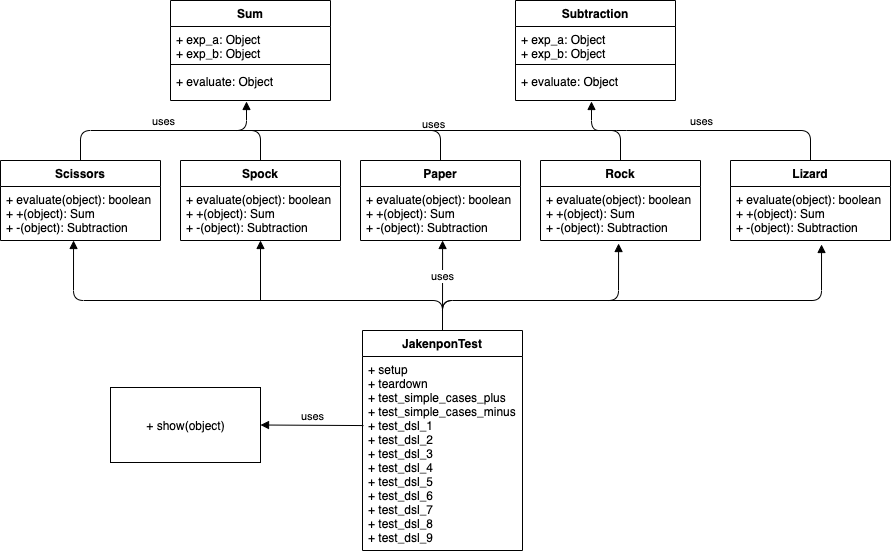 Sum
+ exp_a: Object
+ exp_b: Object
+ evaluate: Object
Subtraction
+ exp_a: Object
+ exp_b: Object
+ evaluate: Object
uses
uses
uses
Scissors
+ evaluate(object): boolean
+ +(object): Sum
+ -(object): Subtraction
Spock
+ evaluate(object): boolean
+ +(object): Sum
+ -(object): Subtraction
Paper
+ evaluate(object): boolean
+ +(object): Sum
+ -(object): Subtraction
Rock
+ evaluate(object): boolean
+ +(object): Sum
+ -(object): Subtraction
Lizard
+ evaluate(object): boolean
+ +(object): Sum
+ -(object): Subtraction
uses
JakenponTest
+ setup
+ teardown
+ test_simple_cases_plus
+ test_simple_cases_minus
+ test_dsl_1
+ test_dsl_2
+ test_dsl_3
+ test_dsl_4
+ test_dsl_5
+ test_dsl_6
+ test_dsl_7
+ test_dsl_8
+ test_dsl_9
uses
+ show(object)